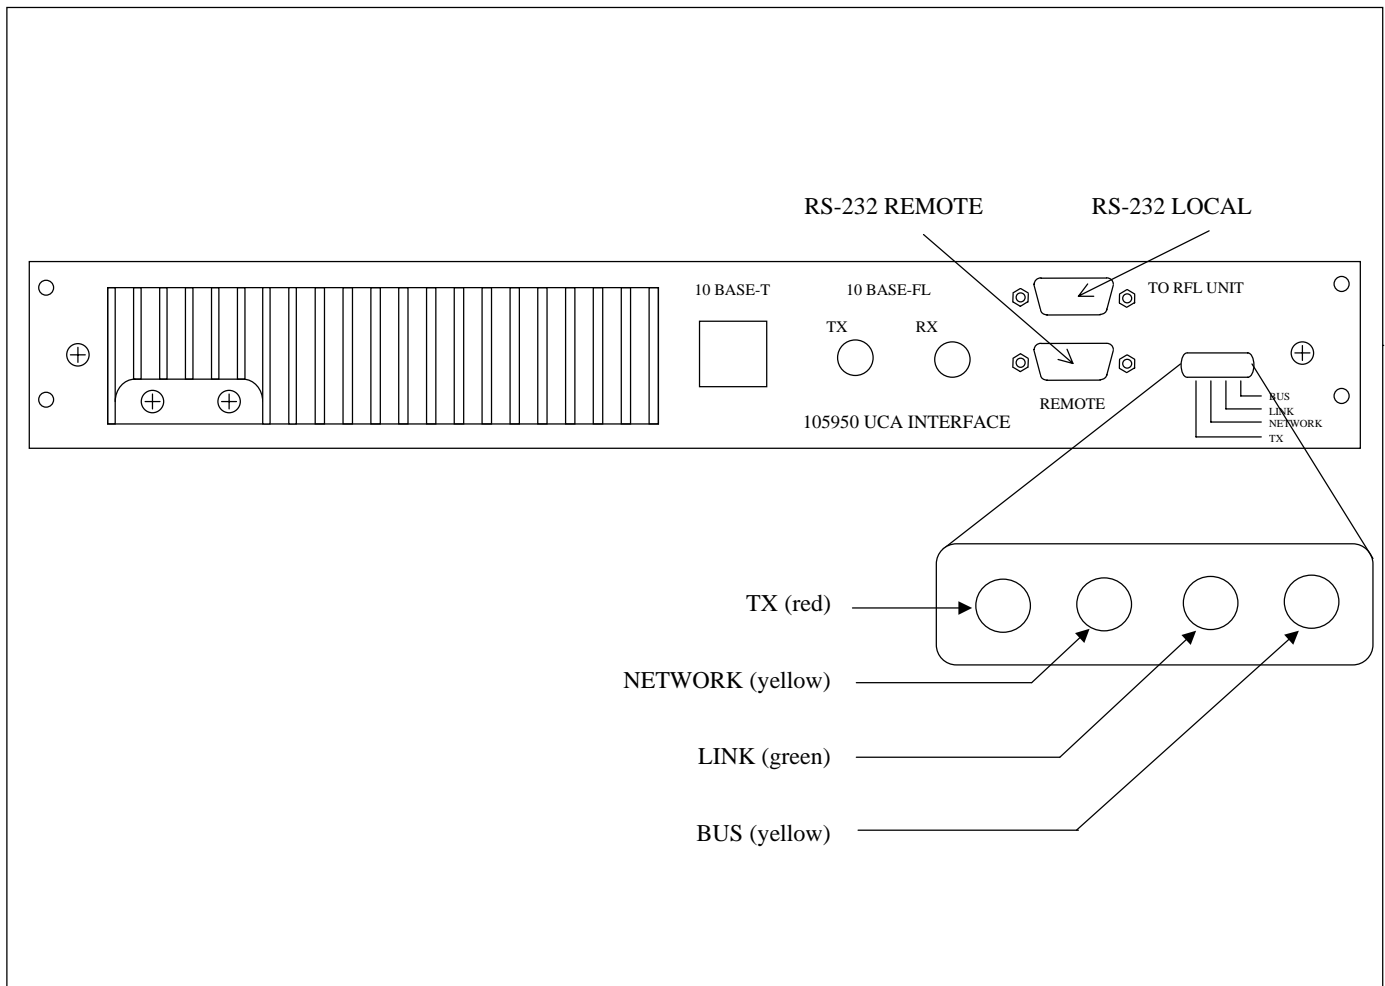 RS-232 REMOTE
RS-232 LOCAL
10 BASE-T
10 BASE-FL
TO RFL UNIT
TX
RX
REMOTE
105950 UCA INTERFACE
BUS
LINK
NETWORK
TX
TX (red)
NETWORK (yellow)
LINK (green)
BUS (yellow)